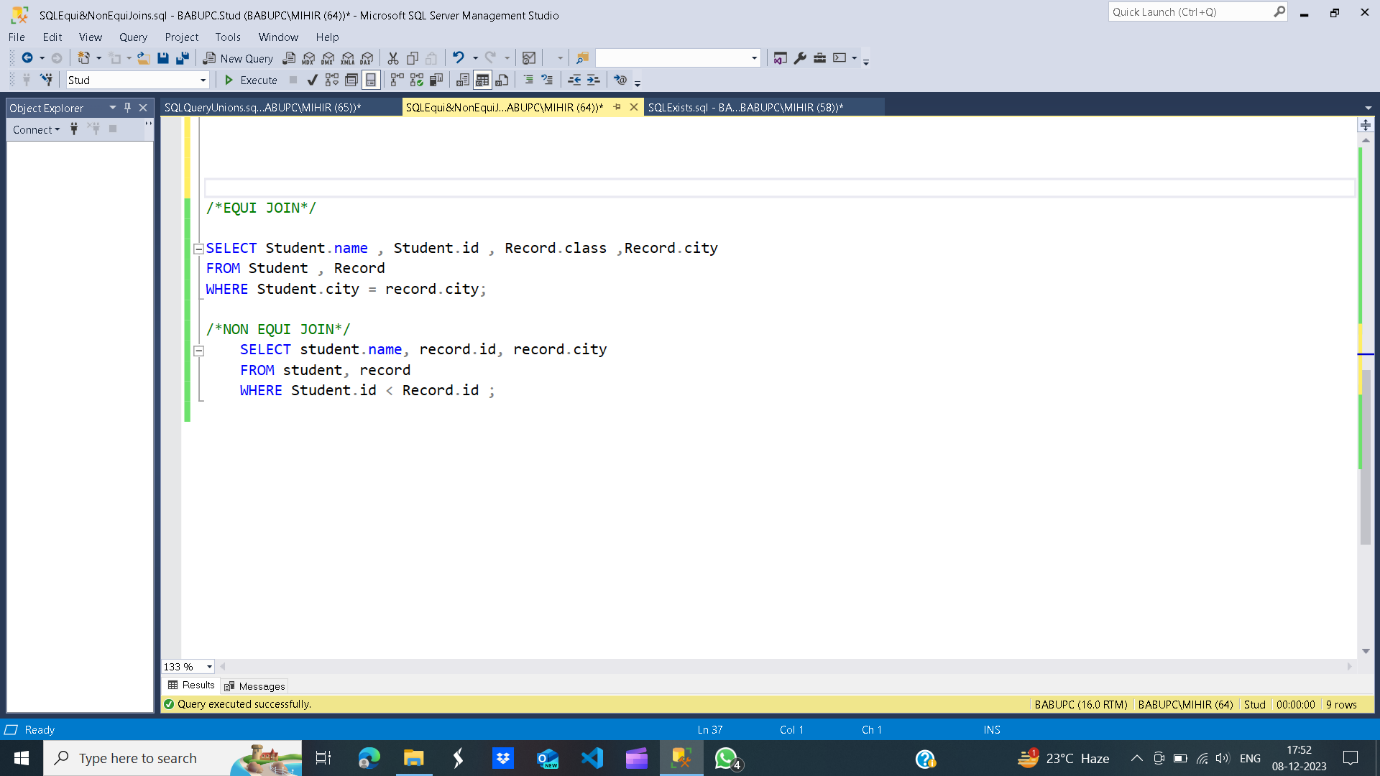 SQLEqui&NonEquiJoins.sql - BABUPC.Stud (BABUPC\MIHIR (64))* - Microsoft SQL Server Management Studio
Quick Launch (Ctrl+Q)
File Edit View Query Project Tools Window Help
New Query
Stud Execute
Object Explorer
SQLQueryUnions.sq...ABUPC\MIHIR (65))* SQLEqui&NonEquiJ...ABUPC\MIHIR (64))* SQLExists.sql - BA...BABUPC\MIHIR (58))*
Connect
/*EQUI JOIN*/
SELECT Student.name , Student.id , Record.class ,Record.city
FROM Student , Record
WHERE Student.city = record.city;
/*NON EQUI JOIN*/
SELECT student.name, record.id, record.city
FROM student, record
WHERE Student.id < Record.id ;
133 %
Results Messages
Query executed successfully. BABUPC (16.0 RTM) BABUPC\MIHIR (64) Stud 00:00:00 9 rows
Ready Ln 37 Col 1 Ch 1 INS
Type here to search NEW 4 1 23°C Haze ENG 17:52
08-12-2023